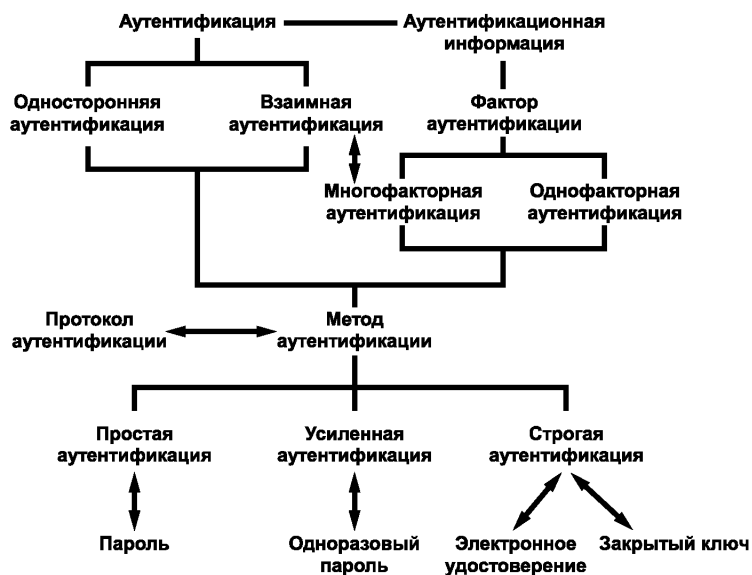 Аутентификация
Аутентификационная
информация
Односторонняя
аутентификация
Взаимная
аутентификация
Фактор
аутентификации
Многофакторная
аутентификация
Однофакторная
аутентификация
Протокол
аутентификации
Метод
аутентификации
Простая
аутентификация
Усиленная
аутентификация
Строгая
аутентификация
Пароль
Одноразовый
пароль
Электронное
удостоверение
Закрытый ключ